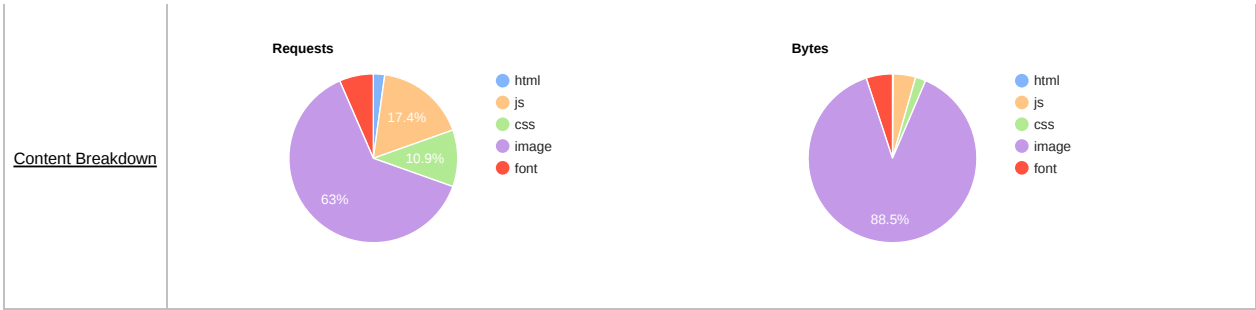 Content Breakdown
Requests
17.4%
10.9%
63%
html
js
css
image
font
Bytes
88.5%
html
js
css
image
font